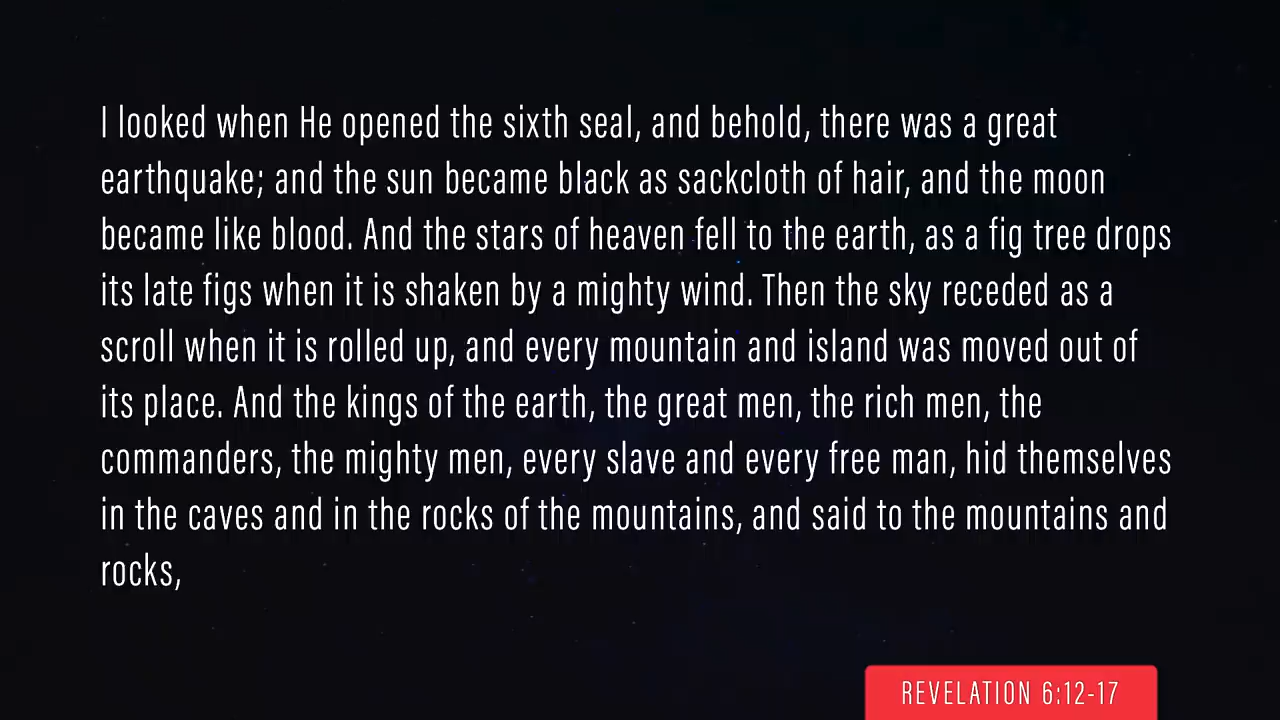 I looked when He opened the sixth seal, and behold, there was a great
earthquake; and the sun became black as sackcloth of hair, and the moon
became like blood. And the stars of heaven fell to the earth, as a fig tree drops
its late figs when it is shaken by a mighty wind. Then the sky receded as a
scroll when it is rolled up, and every mountain and island was moved out of
its place. And the kings of the earth, the great men, the rich men, the
commanders, the mighty men, every slave and every free man, hid themselves
in the caves and in the rocks of the mountains, and said to the mountains and
rocks,
REVELATION 6:12-17